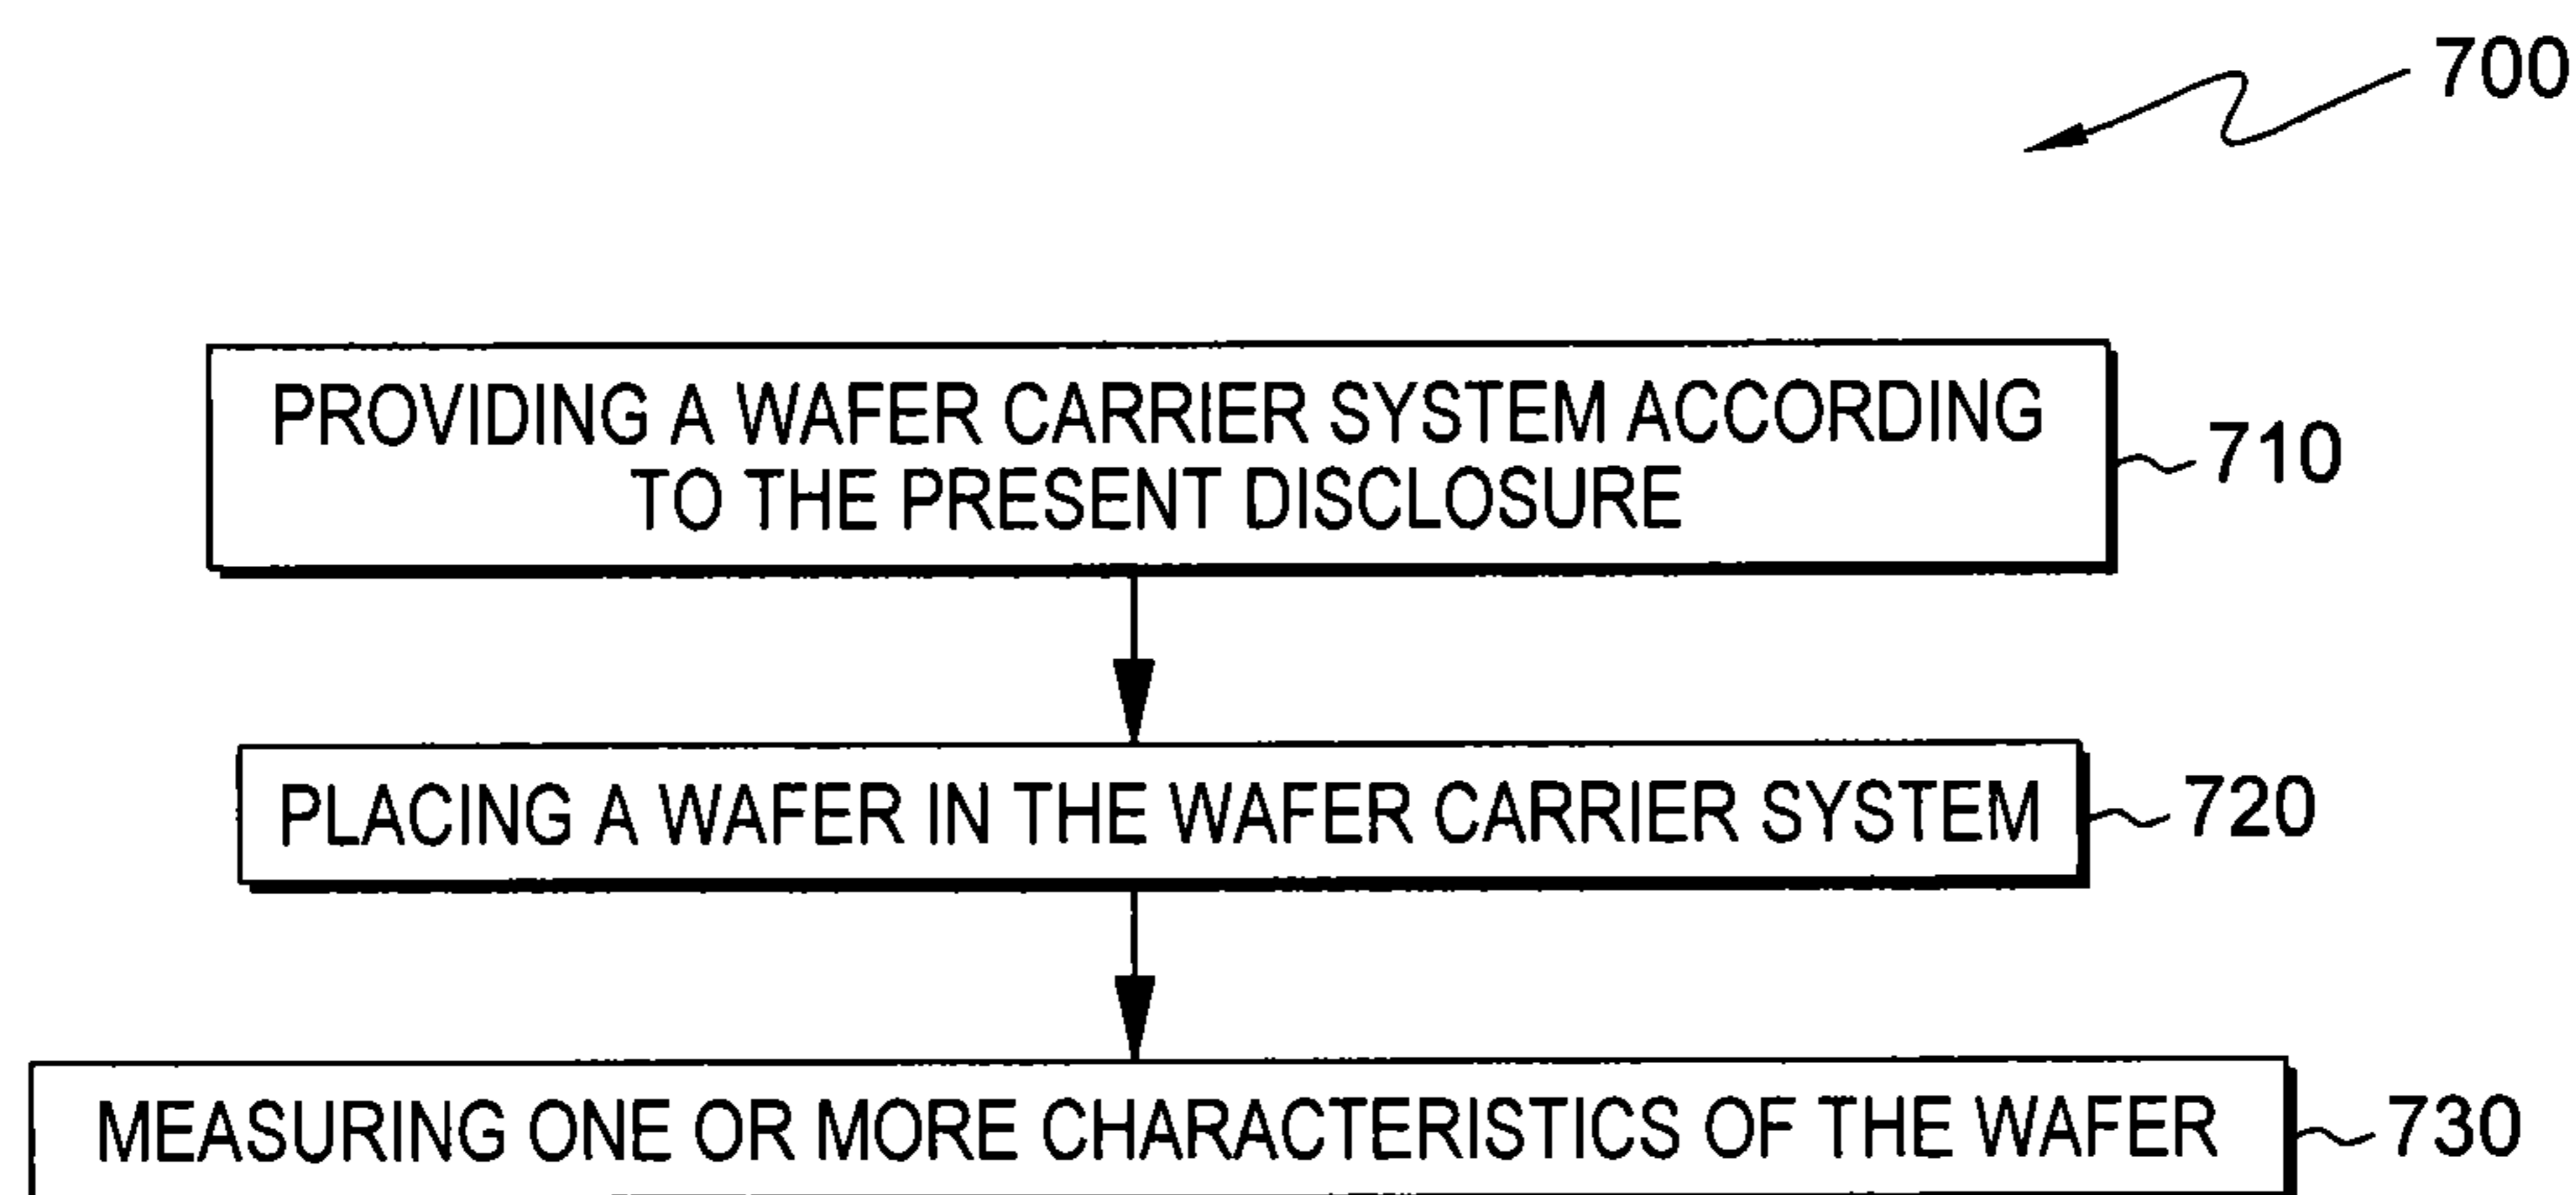 700
PROVIDING A WAFER CARRIER SYSTEM ACCORDING
TO THE PRESENT DISCLOSURE
710
PLACING A WAFER IN THE WAFER CARRIER SYSTEM
720
MEASURING ONE OR MORE CHARACTERISTICS OF THE WAFER
730